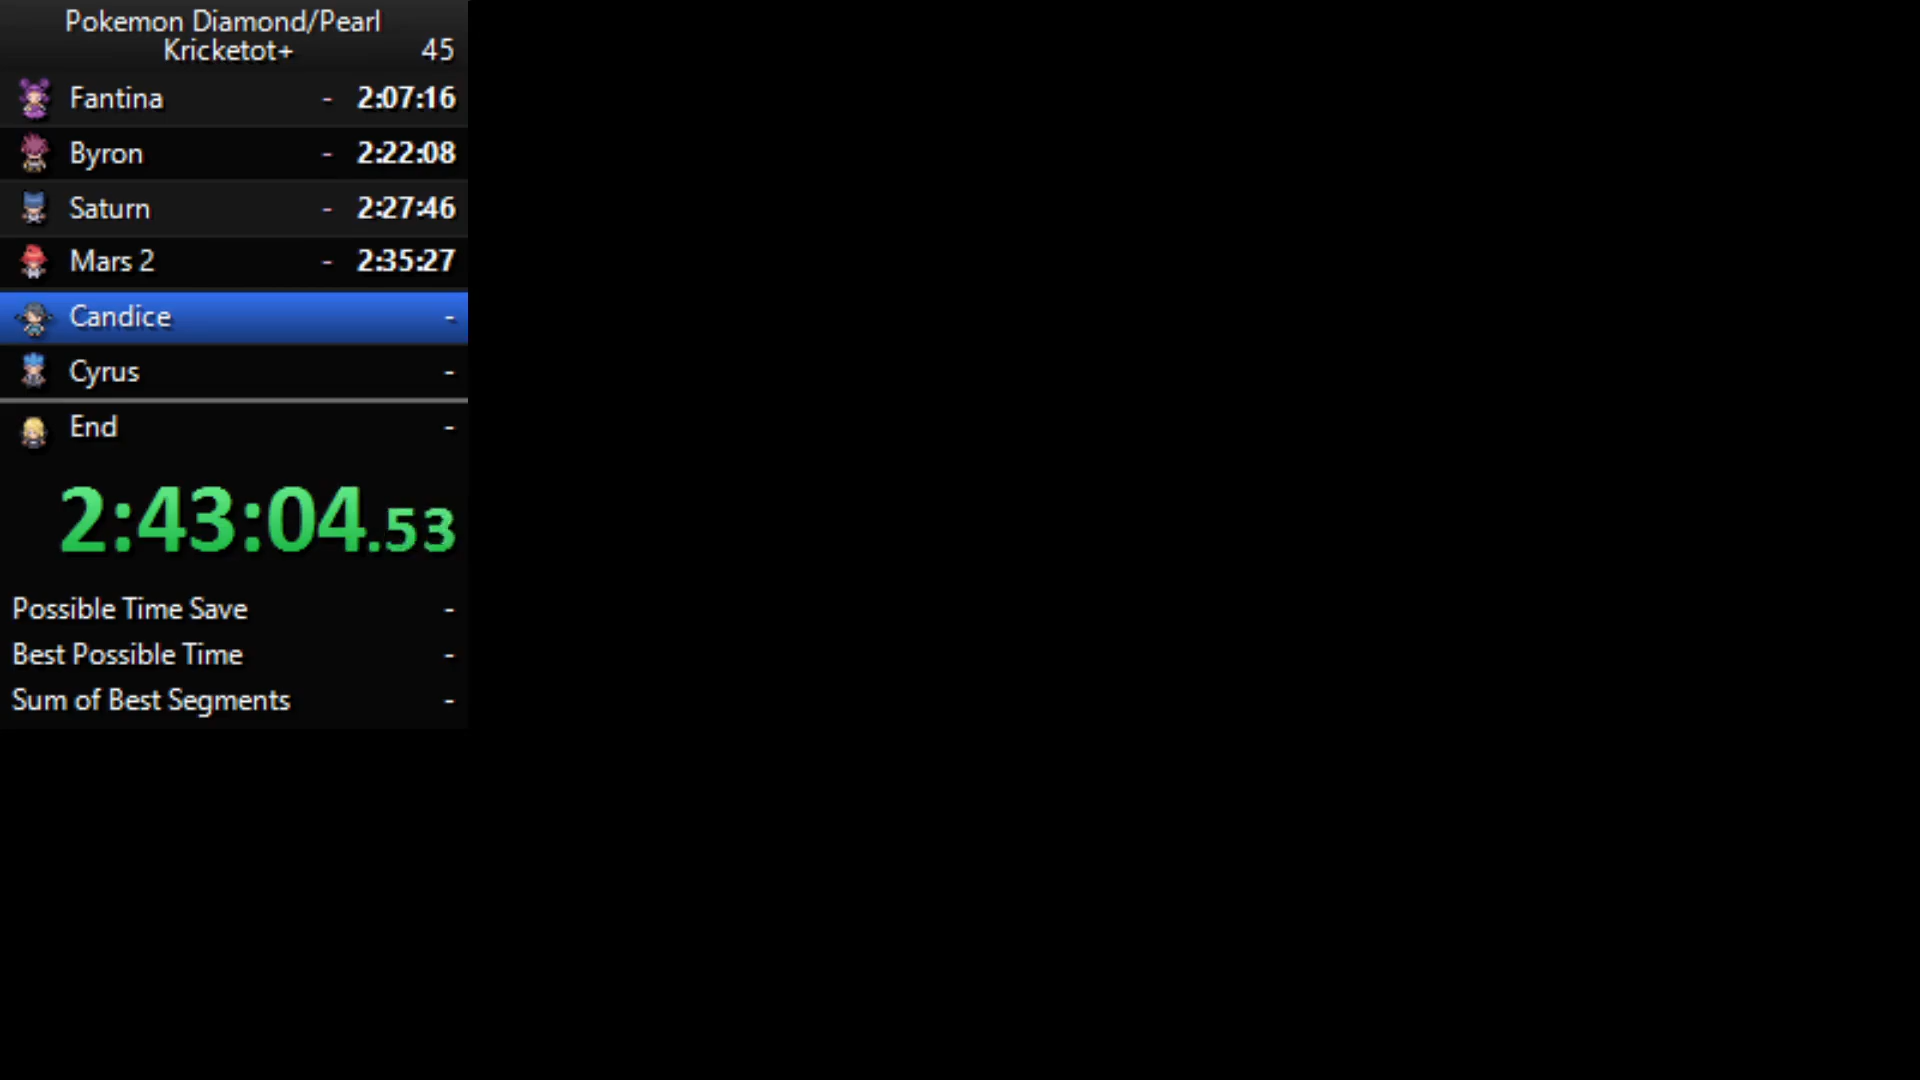 Pokemon Diamond/Pearl
Kricketot+ 45
Fantina - 2:07:16
Byron - 2:22:08
Saturn - 2:27:46
Mars 2 - 2:35:27
Candice -
Cyrus -
End -
2:43:04.53
Possible Time Save -
Best Possible Time -
Sum of Best Segments -